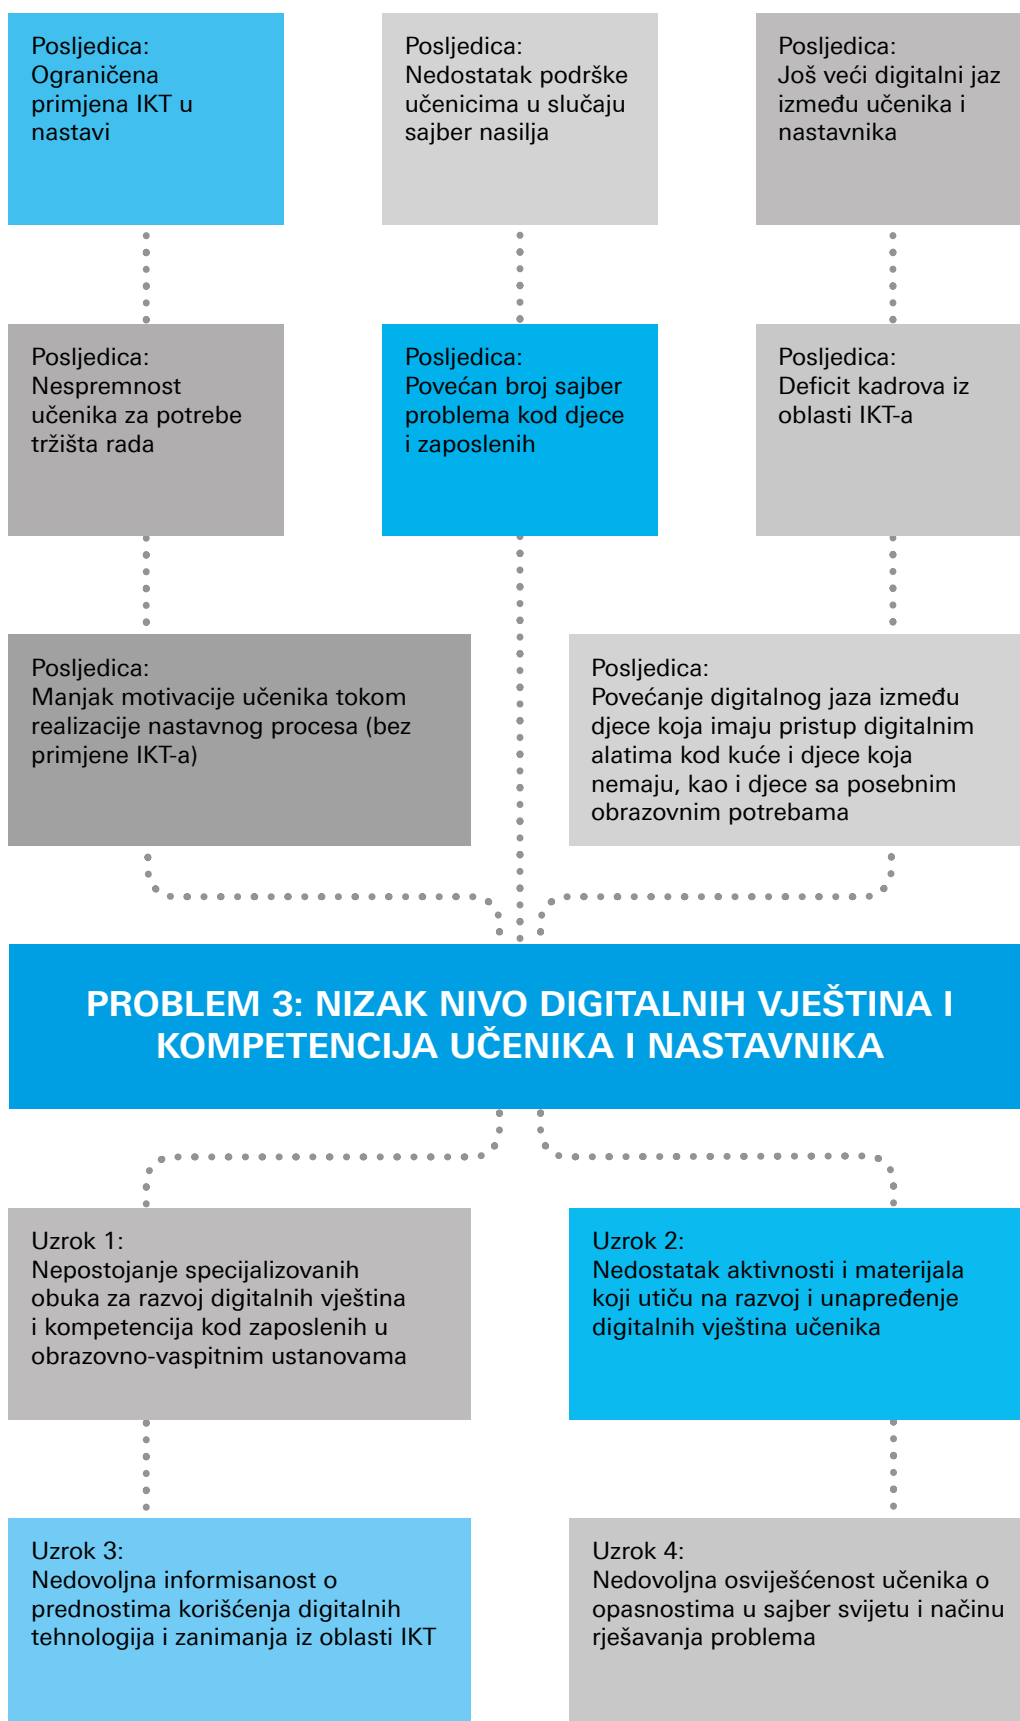 Posljedica:
Ograničena
primjena IKT u
nastavi
Posljedica:
Nedostatak podrške
učenicima u slučaju
sajber nasilja
Posljedica:
Još veći digitalni jaz
između učenika i
nastavnika
Posljedica:
Nespremnost
učenika za potrebe
tržišta rada
Posljedica:
Povećan broj sajber
problema kod djece
i zaposlenih
Posljedica:
Deficit kadrova iz
oblasti IKT-a
Posljedica:
Manjak motivacije učenika tokom
realizacije nastavnog procesa (bez
primjene IKT-a)
Posljedica:
Povećanje digitalnog jaza između
djece koja imaju pristup digitalnim
alatima kod kuće i djece koja
nemaju, kao i djece sa posebnim
obrazovnim potrebama
PROBLEM 3: NIZAK NIVO DIGITALNIH VJEŠTINA I
KOMPETENCIJA UČENIKA I NASTAVNIKA
Uzrok 1:
Nepostojanje specijalizovanih
obuka za razvoj digitalnih vještina
i kompetencija kod zaposlenih u
obrazovno-vaspitnim ustanovama
Uzrok 2:
Nedostatak aktivnosti i materijala
koji utiču na razvoj i unapređenje
digitalnih vještina učenika
Uzrok 3:
Nedovoljna informisanost o
prednostima korišćenja digitalnih
tehnologija i zanimanja iz oblasti IKT
Uzrok 4:
Nedovoljna osviješćenost učenika o
opasnostima u sajber svijetu i načinu
rješavanja problema